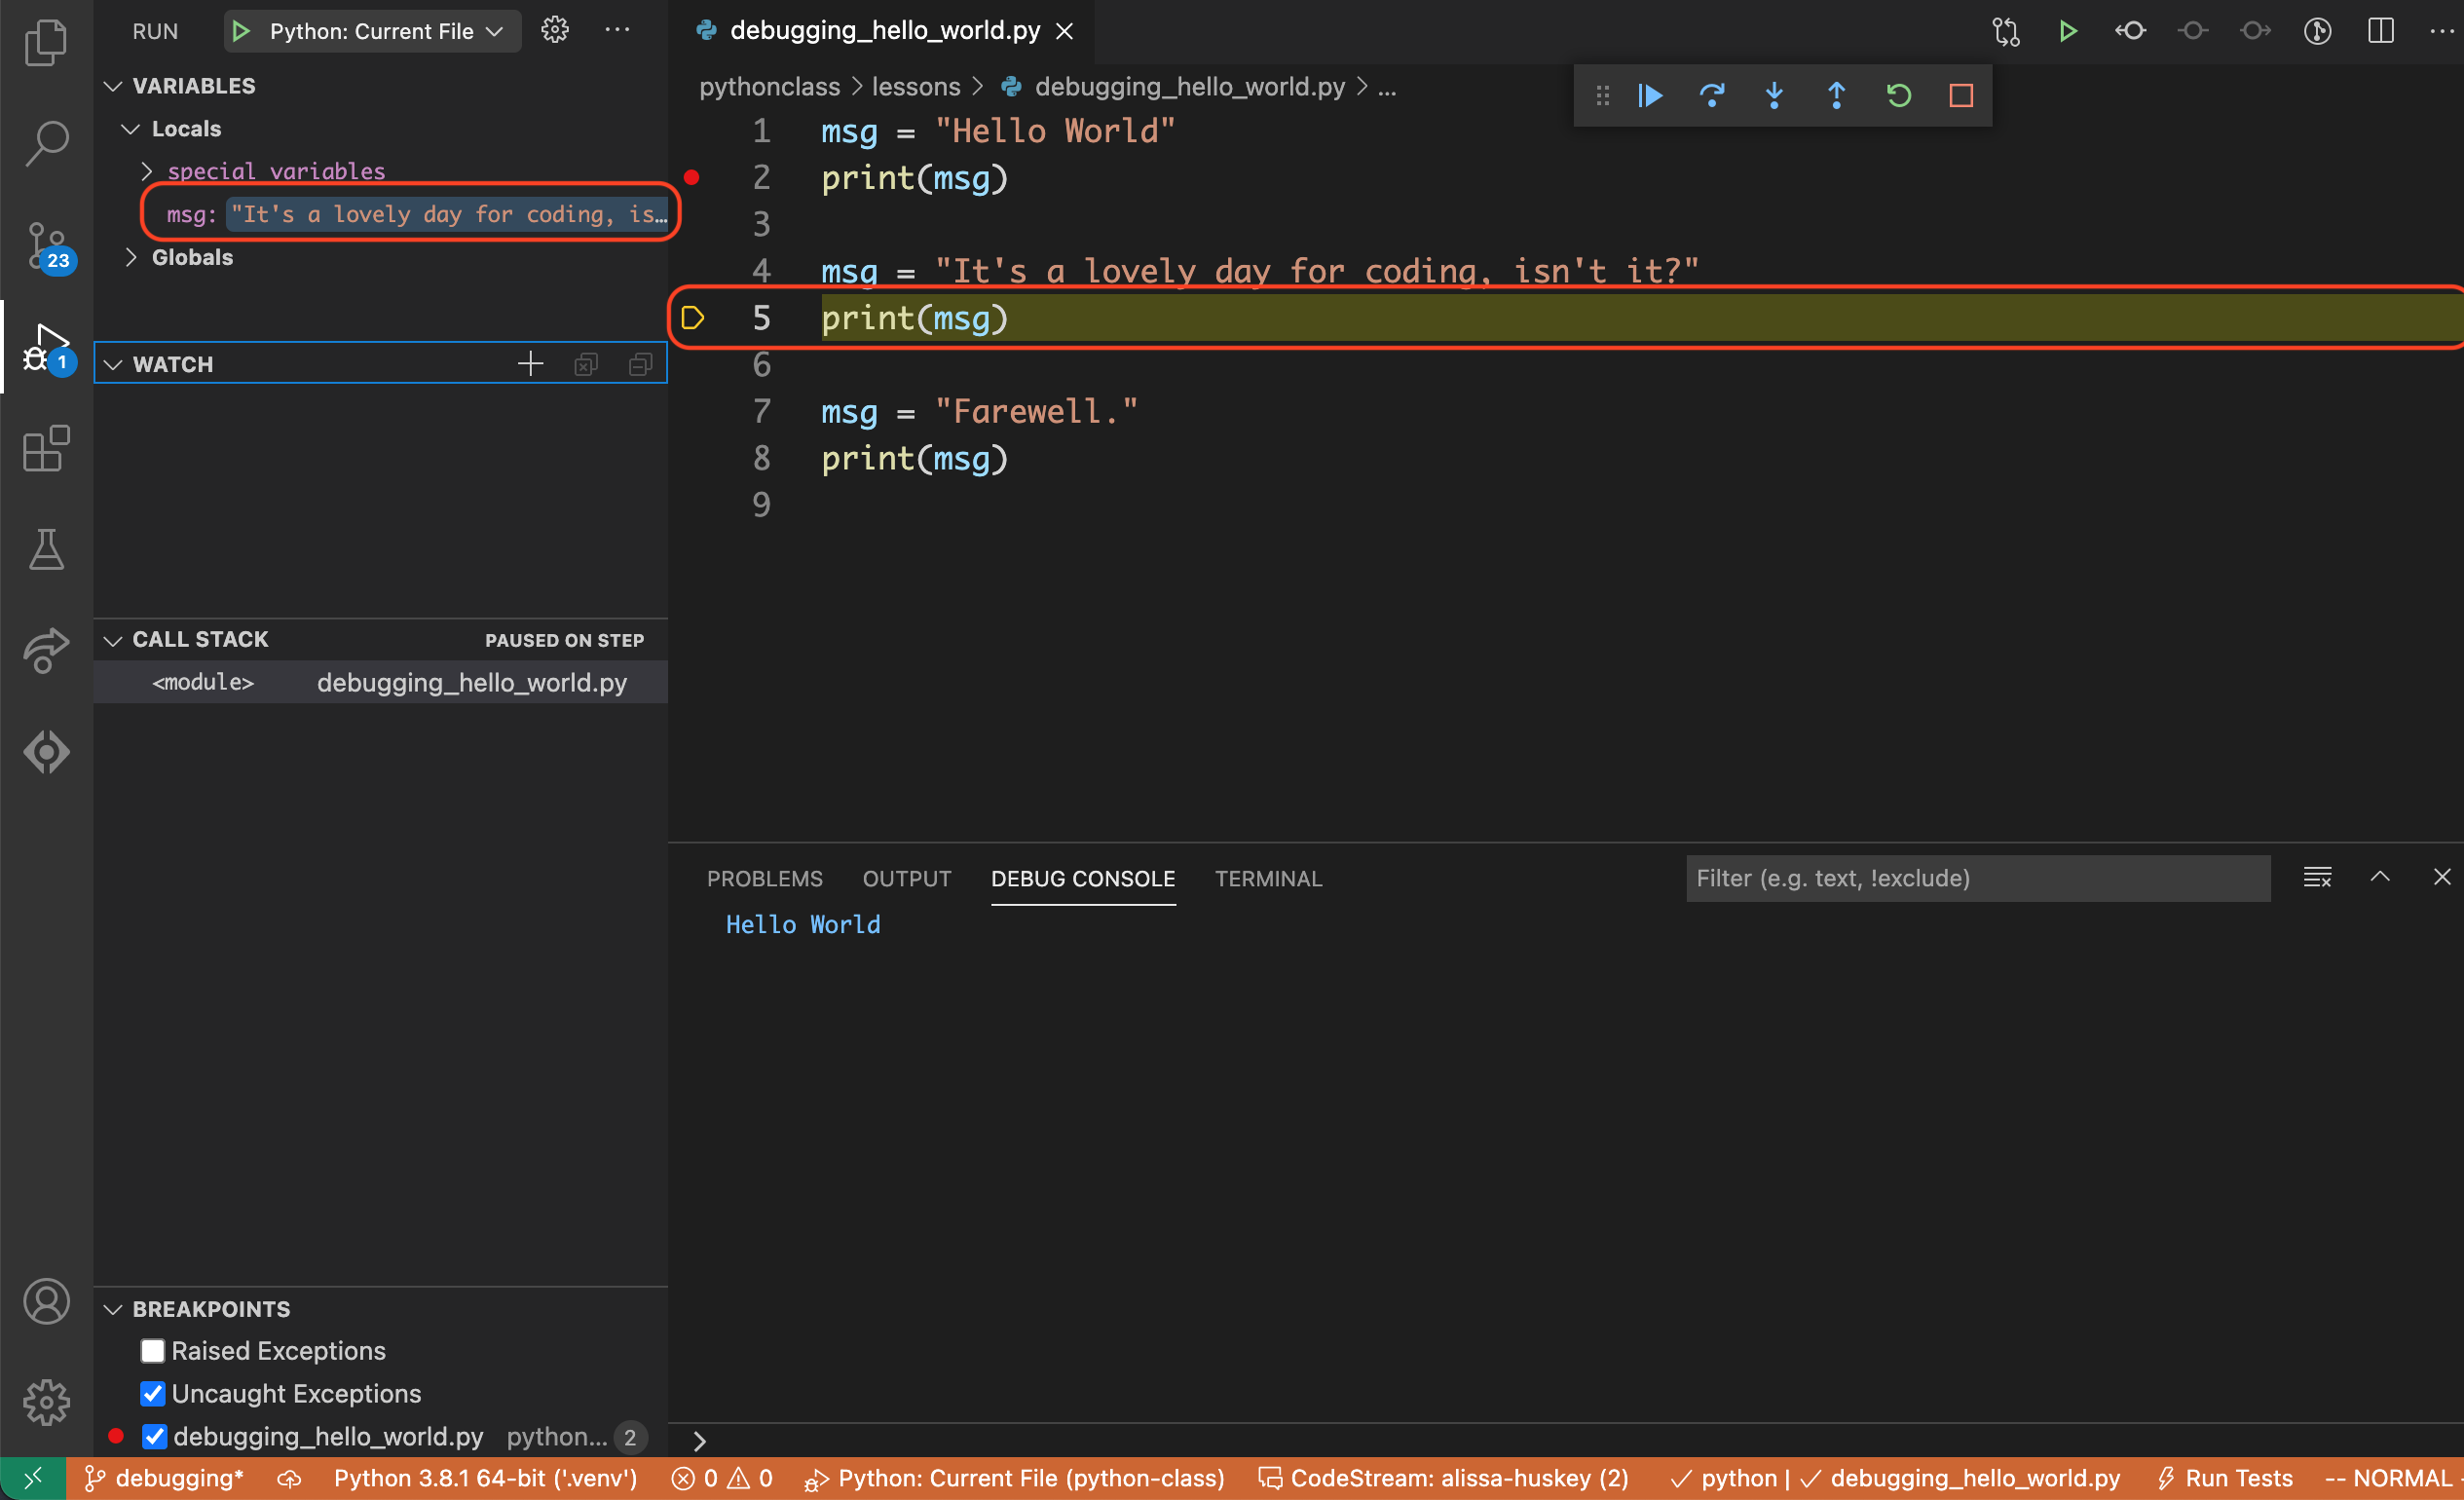 RUN Python: Current File
VARIABLES
Locals
special variables
msg: "It's a lovely day for coding, is…
Globals
23
1
WATCH
CALL STACK PAUSED ON STEP
<module> debugging_hello_world.py
BREAKPOINTS
Raised Exceptions
Uncaught Exceptions
debugging_hello_world.py python... 2
debugging_hello_world.py
pythonclass > lessons > debugging_hello_world.py > ...
1 msg = "Hello World"
2 print(msg)
3
4 msg = "It's a lovely day for coding, isn't it?"
5 print(msg)
6
7 msg = "Farewell."
8 print(msg)
9
PROBLEMS OUTPUT DEBUG CONSOLE TERMINAL Filter (e.g. text, !exclude)
Hello World
debugging* Python 3.8.1 64-bit ('.venv') 0 0 Python: Current File (python-class) CodeStream: alissa-huskey (2) python | debugging_hello_world.py Run Tests -- NORMAL -